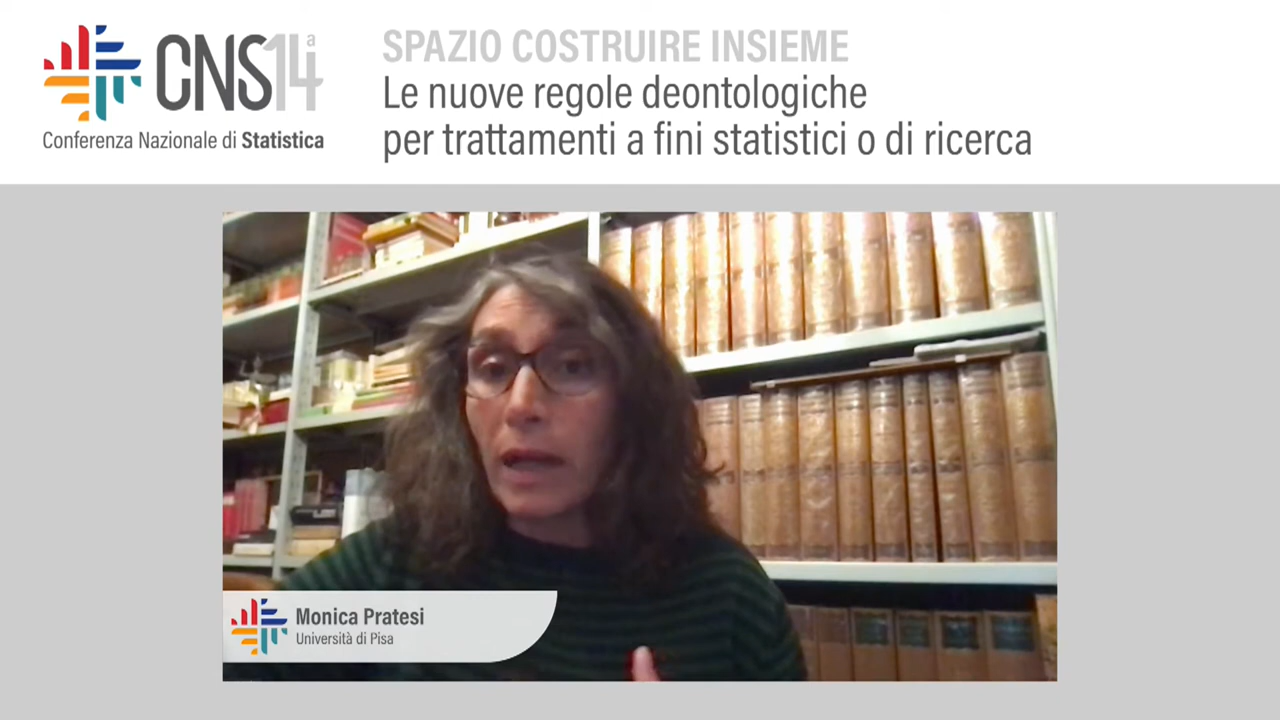 CNS14a
Conferenza Nazionale di Statistica
SPAZIO COSTRUIRE INSIEME
Le nuove regole deontologiche
per trattamenti a fini statistici o di ricerca
Monica Pratesi
Università di Pisa